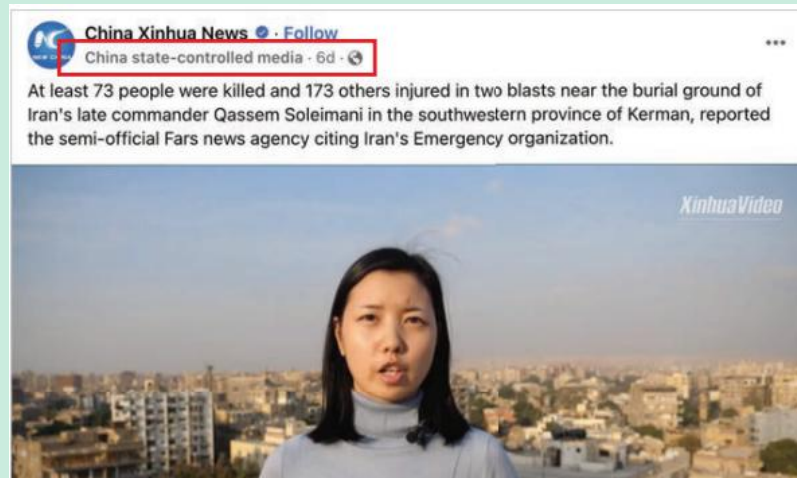 China Xinhua News · Follow
China state-controlled media · 6d ·
At least 73 people were killed and 173 others injured in two blasts near the burial ground of
Iran's late commander Qassem Soleimani in the southwestern province of Kerman, reported
the semi-official Fars news agency citing Iran's Emergency organization.
XinhuaVideo